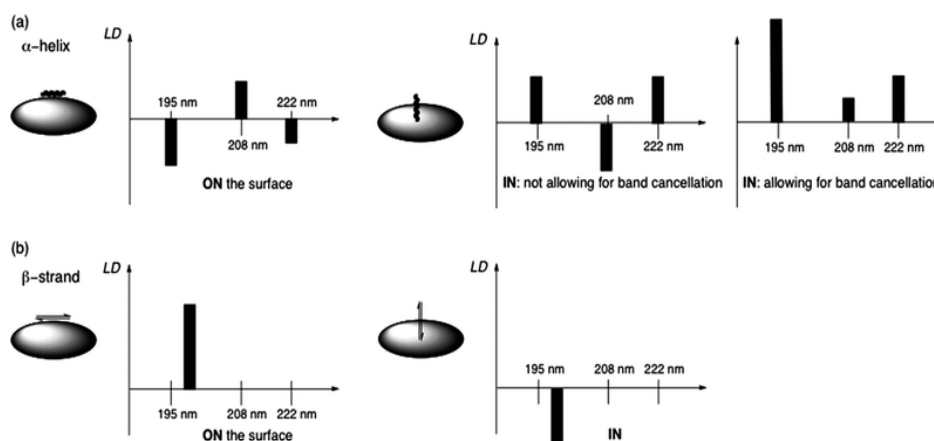 (a)
α-helix
LD
195 nm
208 nm
222 nm
ON the surface
LD
208 nm
195 nm
222 nm
IN: not allowing for band cancellation
195 nm
208 nm
222 nm
IN: allowing for band cancellation
(b)
β-strand
LD
195 nm
208 nm
222 nm
ON the surface
LD
195 nm
208 nm
222 nm
IN